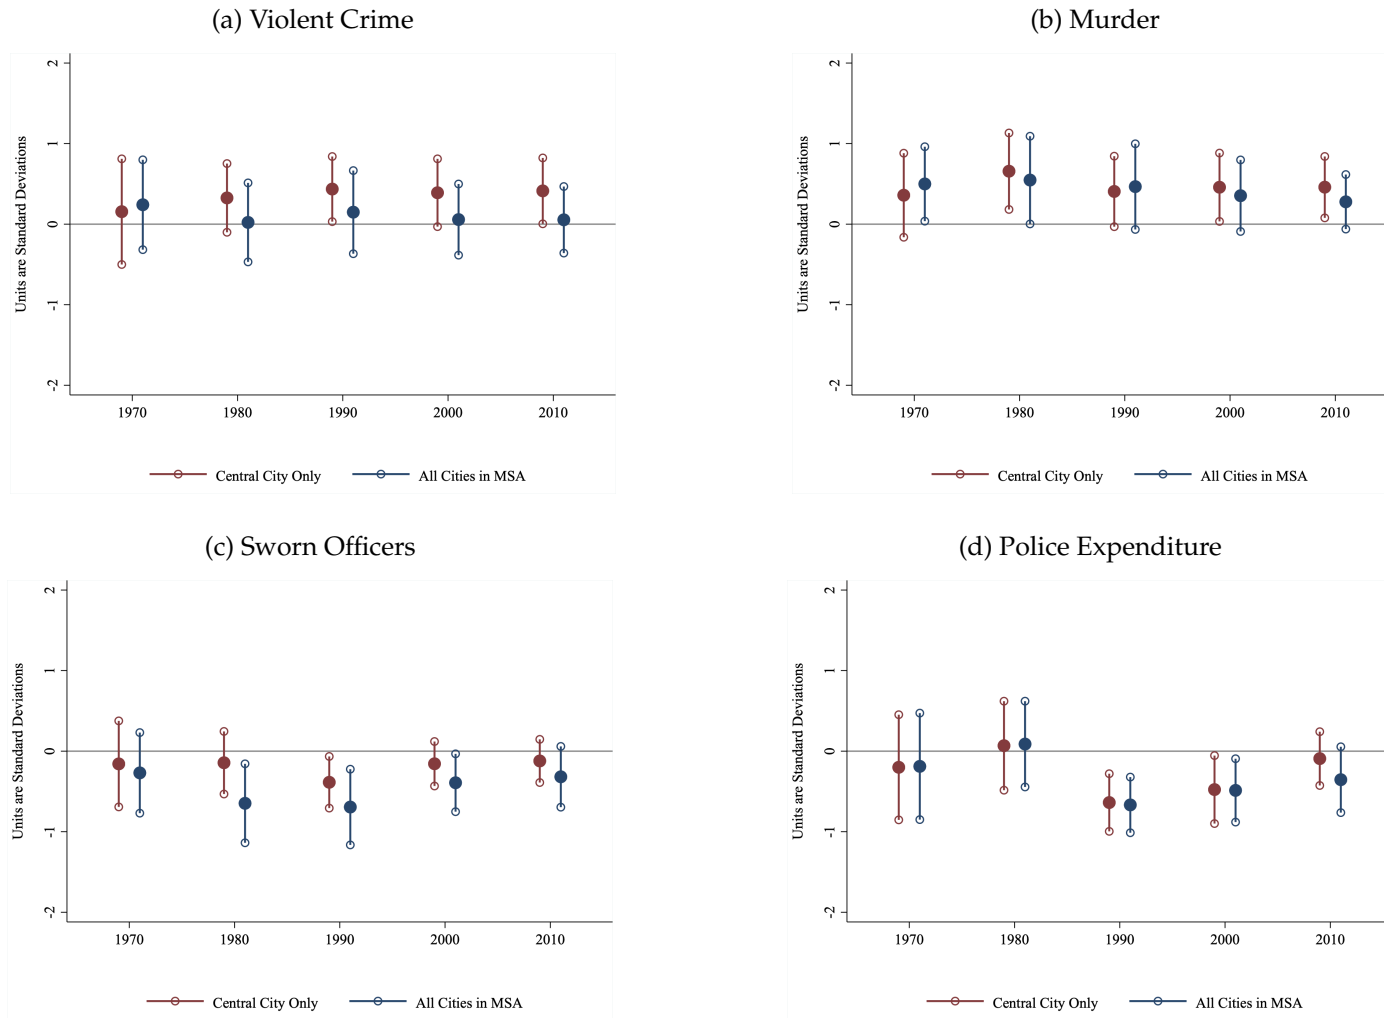 (a) Violent Crime
Units are Standard Deviations
2
1
0
-1
-2
1970 1980 1990 2000 2010
Central City Only All Cities in MSA
(b) Murder
Units are Standard Deviations
2
1
0
-1
-2
1970 1980 1990 2000 2010
Central City Only All Cities in MSA
(c) Sworn Officers
Units are Standard Deviations
2
1
0
-1
-2
1970 1980 1990 2000 2010
Central City Only All Cities in MSA
(d) Police Expenditure
Units are Standard Deviations
2
1
0
-1
-2
1970 1980 1990 2000 2010
Central City Only All Cities in MSA